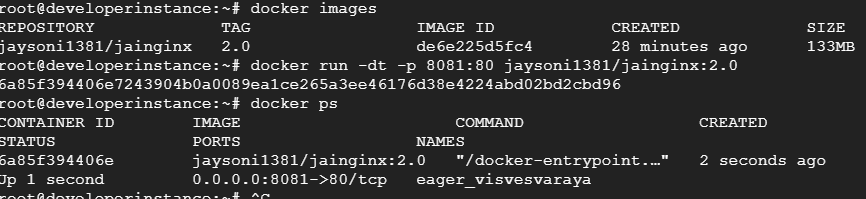 root@developerinstance:~# docker images
REPOSITORY TAG IMAGE ID CREATED SIZE
jaysoni1381/jainginx 2.0 de6e225d5fc4 28 minutes ago 133MB
root@developerinstance:~# docker run -dt -p 8081:80 jaysoni1381/jainginx:2.0
6a85f394406e7243904b0a0089ea1ce265a3ee46176d38e4224abd02bd2cbd96
root@developerinstance:~# docker ps
CONTAINER ID IMAGE COMMAND CREATED
STATUS PORTS NAMES
6a85f394406e jaysoni1381/jainginx:2.0 "/docker-entrypoint.…" 2 seconds ago
Up 1 second 0.0.0.0:8081->80/tcp eager_visvesvaraya
root@developerinstance:~# ^C